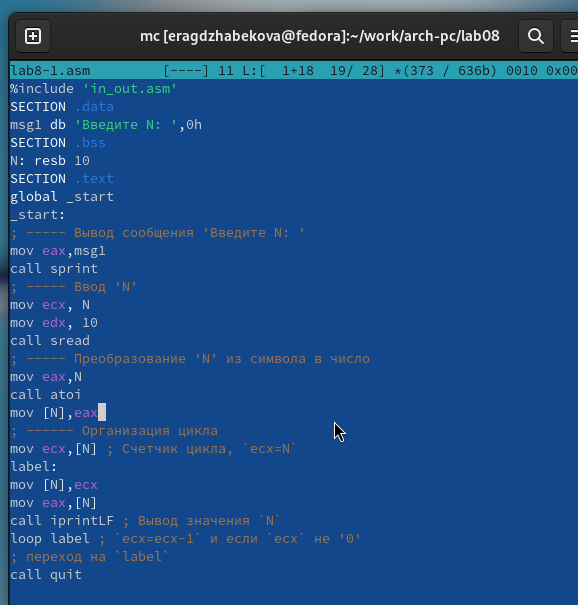 mc [eragdzhabekova@fedora]:~/work/arch-pc/lab08
lab8-1.asm [----] 11 L:[ 1+18 19/ 28] *(373 / 636b) 0010 0x00
%include 'in_out.asm'
SECTION .data
msg1 db 'Введите N: ',0h
SECTION .bss
N: resb 10
SECTION .text
global _start
_start:
; ----- Вывод сообщения 'Введите N: '
mov eax,msg1
call sprint
; ----- Ввод 'N'
mov ecx, N
mov edx, 10
call sread
; ----- Преобразование 'N' из символа в число
mov eax,N
call atoi
mov [N],eax
; ------ Организация цикла
mov ecx,[N] ; Счетчик цикла, `ecx=N`
label:
mov [N],ecx
mov eax,[N]
call iprintLF ; Вывод значения `N`
loop label ; `ecx=ecx-1` и если `ecx` не '0'
; переход на `label`
call quit